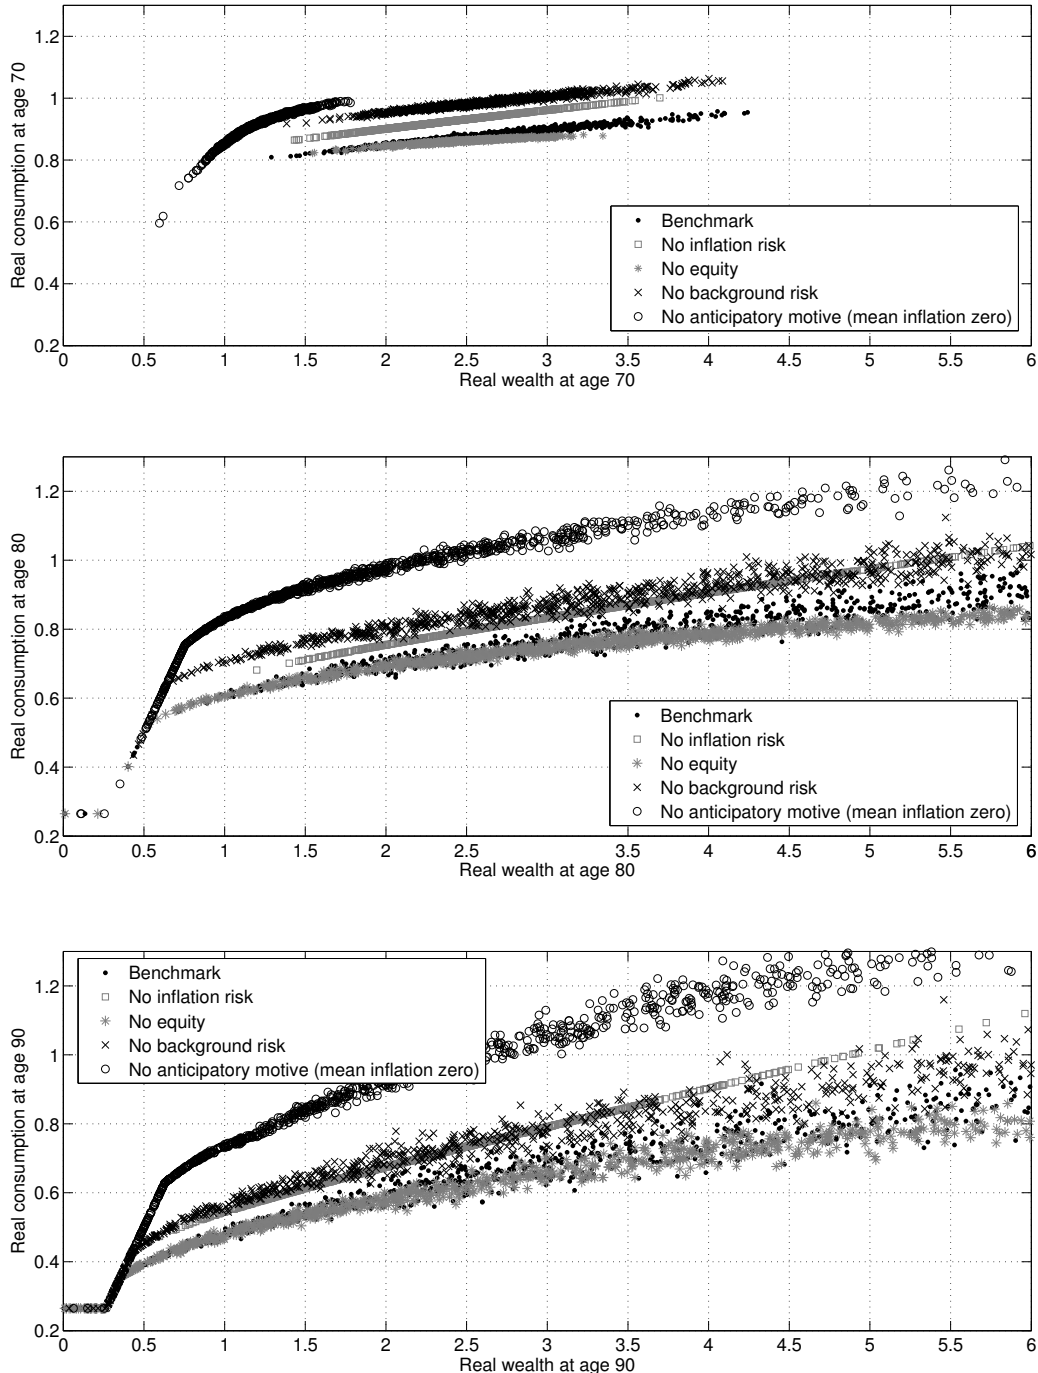 1.2
1
0.8
0.6
0.4
0.2
Real consumption at age 70
Benchmark
No inflation risk
No equity
No background risk
No anticipatory motive (mean inflation zero)
0 0.5 1 1.5 2 2.5 3 3.5 4 4.5 5 5.5 6
Real wealth at age 70
1.2
1
0.8
0.6
0.4
0.2
Real consumption at age 80
Benchmark
No inflation risk
No equity
No background risk
No anticipatory motive (mean inflation zero)
0 0.5 1 1.5 2 2.5 3 3.5 4 4.5 5 5.5 6
Real wealth at age 80
1.2
1
0.8
0.6
0.4
0.2
Real consumption at age 90
Benchmark
No inflation risk
No equity
No background risk
No anticipatory motive (mean inflation zero)
0 0.5 1 1.5 2 2.5 3 3.5 4 4.5 5 5.5 6
Real wealth at age 90